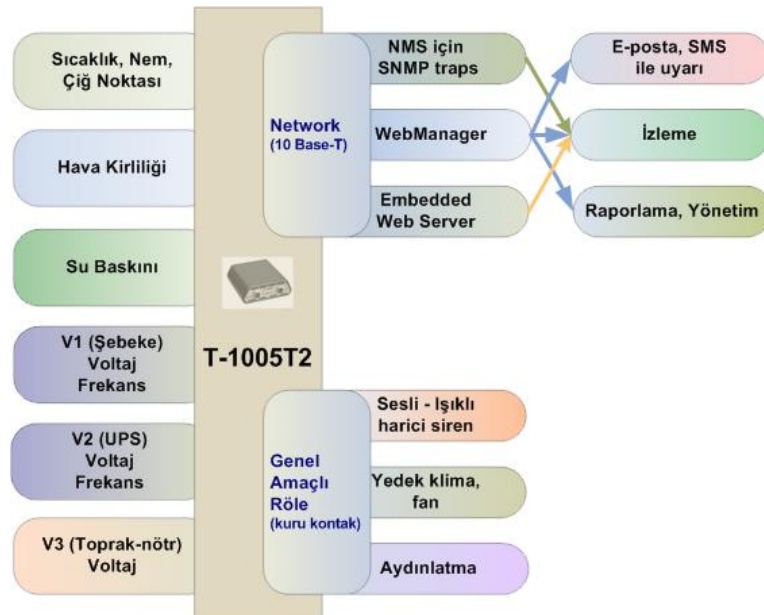 Sıcaklık, Nem,
Çiğ Noktası
Hava Kirliliği
Su Baskını
V1 (Şebeke)
Voltaj
Frekans
V2 (UPS)
Voltaj
Frekans
V3 (Toprak-nötr)
Voltaj
T-1005T2
Network
(10 Base-T)
NMS için
SNMP traps
WebManager
Embedded
Web Server
E-posta, SMS
ile uyarı
İzleme
Raporlama, Yönetim
Genel
Amaçlı
Röle
(kuru kontak)
Sesli - Işıklı
harici siren
Yedek klima,
fan
Aydınlatma